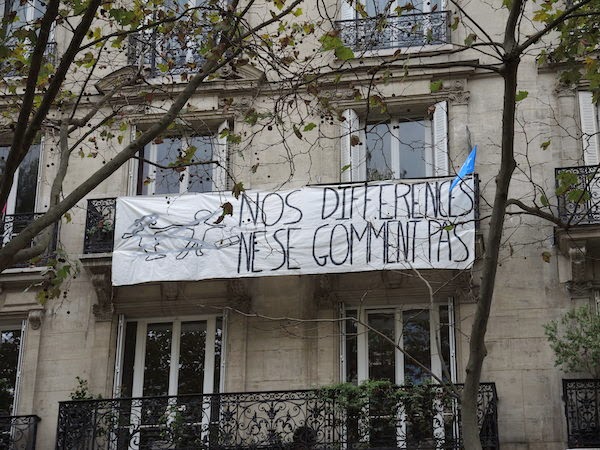 NOS DIFFERENCES
NE SE GOMMENT PAS